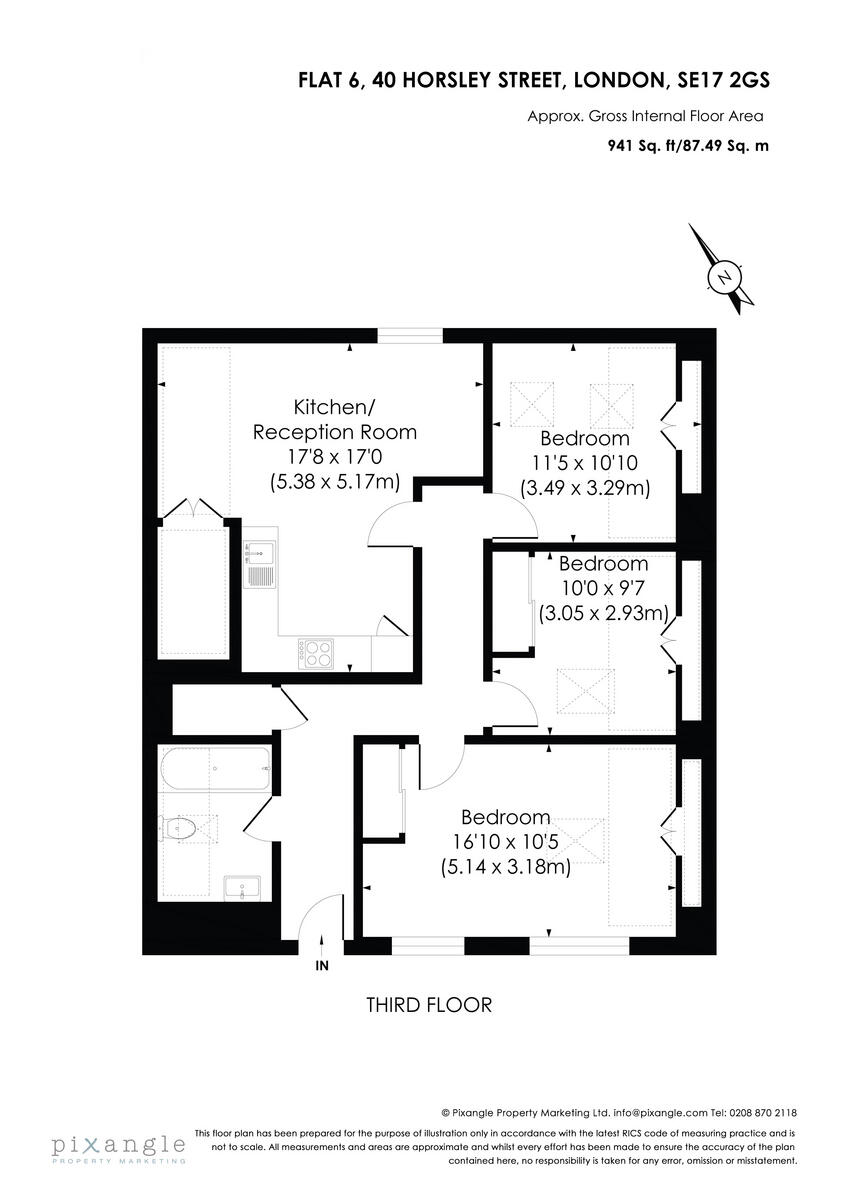 FLAT 6, 40 HORSLEY STREET, LONDON, SE17 2GS
Approx. Gross Internal Floor Area
941 Sq. ft/87.49 Sq. m
N
Kitchen/
Reception Room
17'8 x 17'0
(5.38 x 5.17m)
Bedroom
11'5 x 10'10
(3.49 x 3.29m)
Bedroom
10'0 x 9'7
(3.05 x 2.93m)
Bedroom
16'10 x 10'5
(5.14 x 3.18m)
IN
THIRD FLOOR
© Pixangle Property Marketing Ltd. info@pixangle.com Tel: 0208 870 2118
pixangle
PROPERTY MARKETING
This floor plan has been prepared for the purpose of illustration only in accordance with the latest RICS code of measuring practice and is
not to scale. All measurements and areas are approximate and whilst every effort has been made to ensure the accuracy of the plan
contained here, no responsibility is taken for any error, omission or misstatement.